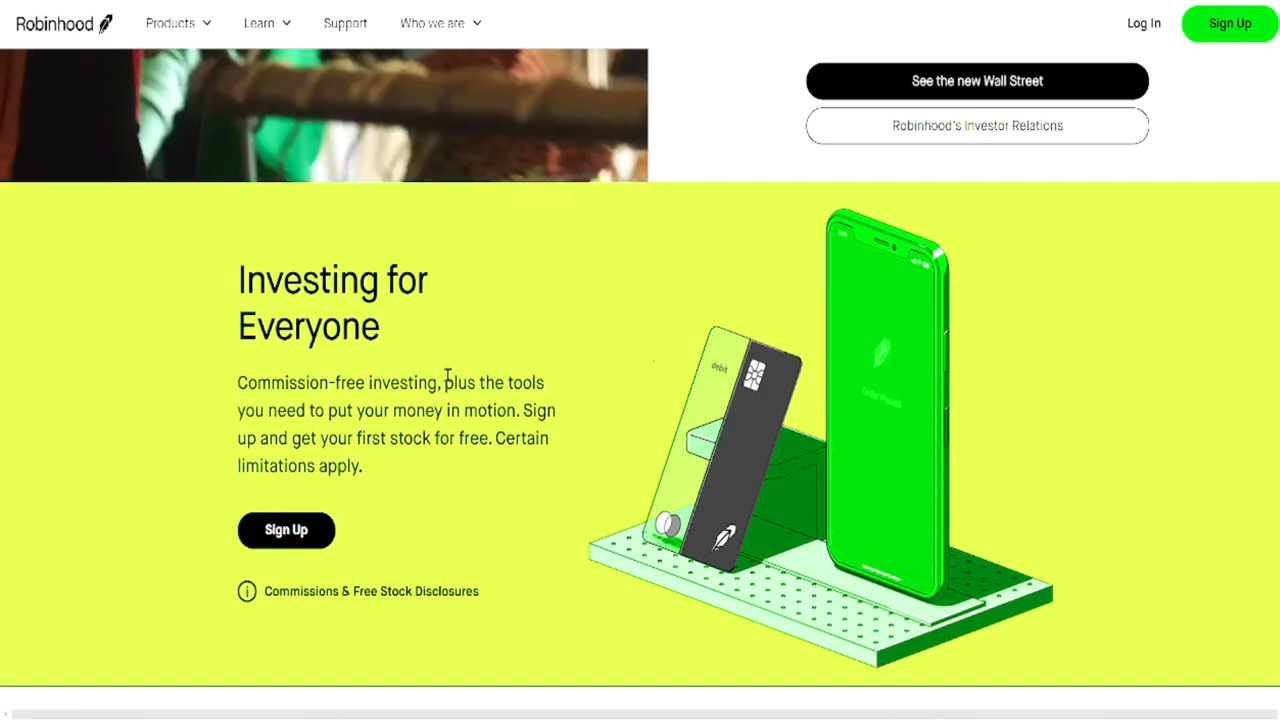 Robinhood
Products
Learn
Support
Who we are
Log In
Sign Up
See the new Wall Street
Robinhood's Investor Relations
Investing for
Everyone
Commission-free investing, plus the tools
you need to put your money in motion. Sign
up and get your first stock for free. Certain
limitations apply.
Sign Up
Commissions & Free Stock Disclosures
debit
Order Placed